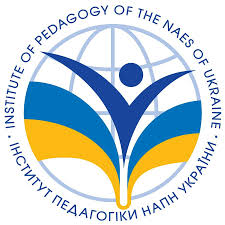 INSTITUTE OF PEDAGOGY OF THE NAES OF UKRAINE
ІНСТИТУТ ПЕДАГОГІКИ НАПН УКРАЇНИ